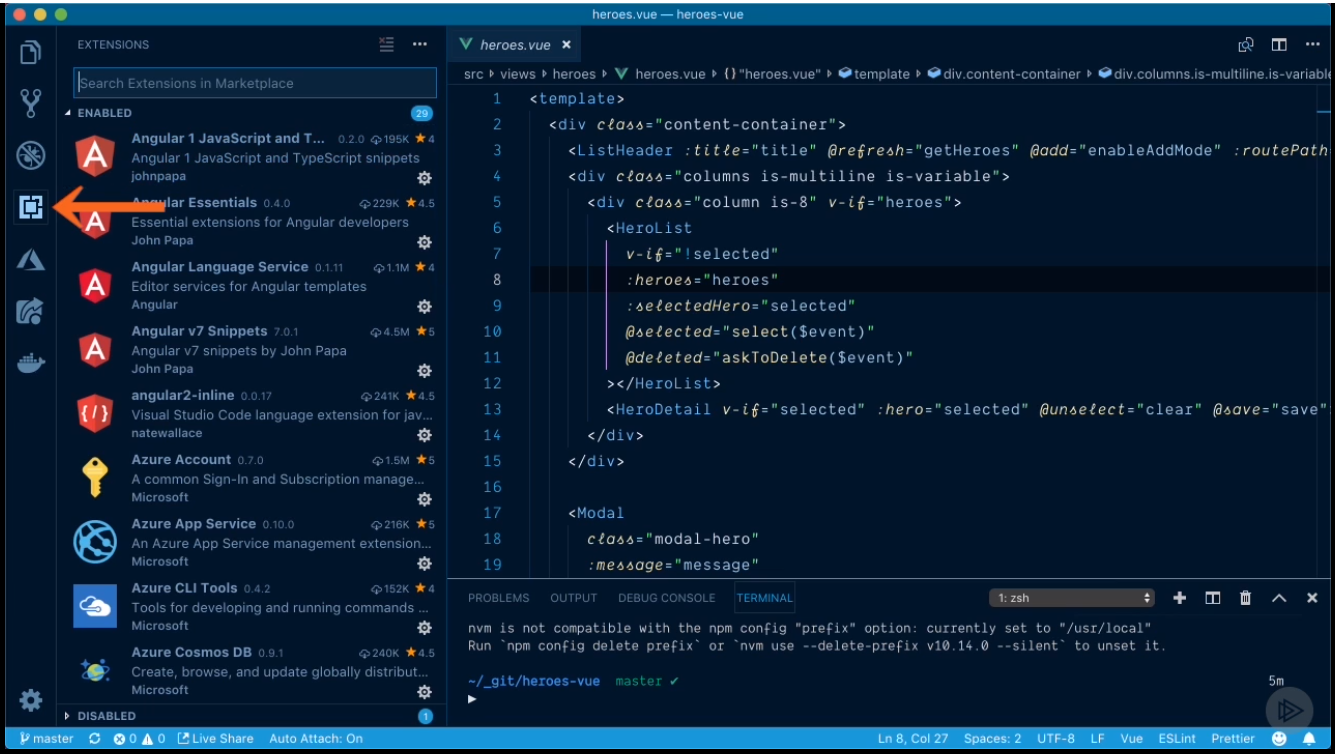 heroes.vue — heroes-vue
EXTENSIONS
Search Extensions in Marketplace
ENABLED 29
Angular 1 JavaScript and T... 0.2.0 195K ★4
Angular 1 JavaScript and TypeScript snippets
johnpapa
Angular Essentials 0.4.0 229K ★4.5
Essential extensions for Angular developers
John Papa
Angular Language Service 0.1.11 1.1M ★4
Editor services for Angular templates
Angular
Angular v7 Snippets 7.0.1 4.5M ★5
Angular v7 snippets by John Papa
John Papa
angular2-inline 0.0.17 241K ★4.5
Visual Studio Code language extension for jav...
natewallace
Azure Account 0.7.0 1.5M ★5
A common Sign-In and Subscription manage...
Microsoft
Azure App Service 0.10.0 216K ★5
An Azure App Service management extension...
Microsoft
Azure CLI Tools 0.4.2 152K ★4
Tools for developing and running commands ...
Microsoft
Azure Cosmos DB 0.9.1 240K ★4.5
Create, browse, and update globally distribut...
Microsoft
DISABLED 1
heroes.vue ×
src views heroes heroes.vue {} "heroes.vue" template div.content-container div.columns.is-multiline.is-variable
1 <template>
2 <div class="content-container">
3 <ListHeader :title="title" @refresh="getHeroes" @add="enableAddMode" :routePath
4 <div class="columns is-multiline is-variable">
5 <div class="column is-8" v-if="heroes">
6 <HeroList
7 v-if="!selected"
8 :heroes="heroes"
9 :selectedHero="selected"
10 @selected="select($event)"
11 @deleted="askToDelete($event)"
12 ></HeroList>
13 <HeroDetail v-if="selected" :hero="selected" @unselect="clear" @save="save"
14 </div>
15 </div>
16
17 <Modal
18 class="modal-hero"
19 :message="message"
PROBLEMS OUTPUT DEBUG CONSOLE TERMINAL 1: zsh
nvm is not compatible with the npm config "prefix" option: currently set to "/usr/local"
Run `npm config delete prefix` or `nvm use --delete-prefix v10.14.0 --silent` to unset it.
~/_git/heroes-vue master ✔ 5m
master 0 0 Live Share Auto Attach: On Ln 8, Col 27 Spaces: 2 UTF-8 LF Vue ESLint Prettier